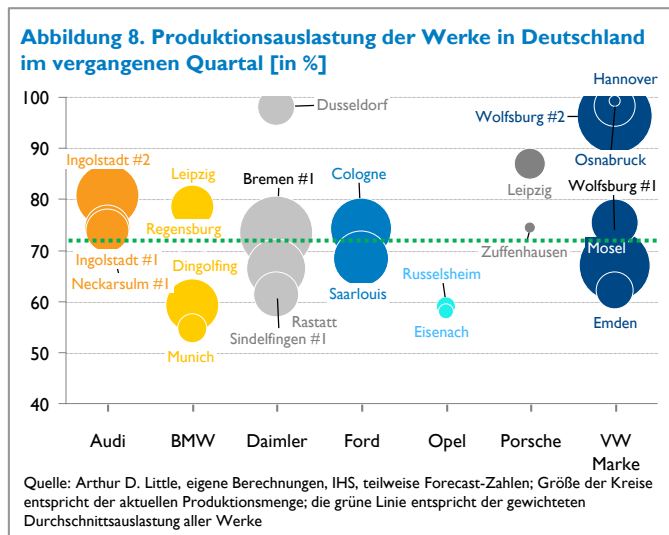 Abbildung 8. Produktionsauslastung der Werke in Deutschland
im vergangenen Quartal [in %]
100
90
80
70
60
50
40
Ingolstadt #2
Ingolstadt #1
Neckarsulm #1
Leipzig
Regensburg
Dingolfing
Munich
Dusseldorf
Bremen #1
Rastatt
Sindelfingen #1
Cologne
Saarlouis
Russelsheim
Eisenach
Leipzig
Zuffenhausen
Hannover
Wolfsburg #2
Osnabruck
Wolfsburg #1
Mosel
Emden
Audi
BMW
Daimler
Ford
Opel
Porsche
VW
Marke
Quelle: Arthur D. Little, eigene Berechnungen, IHS, teilweise Forecast-Zahlen; Größe der Kreise
entspricht der aktuellen Produktionsmenge; die grüne Linie entspricht der gewichteten
Durchschnittsauslastung aller Werke